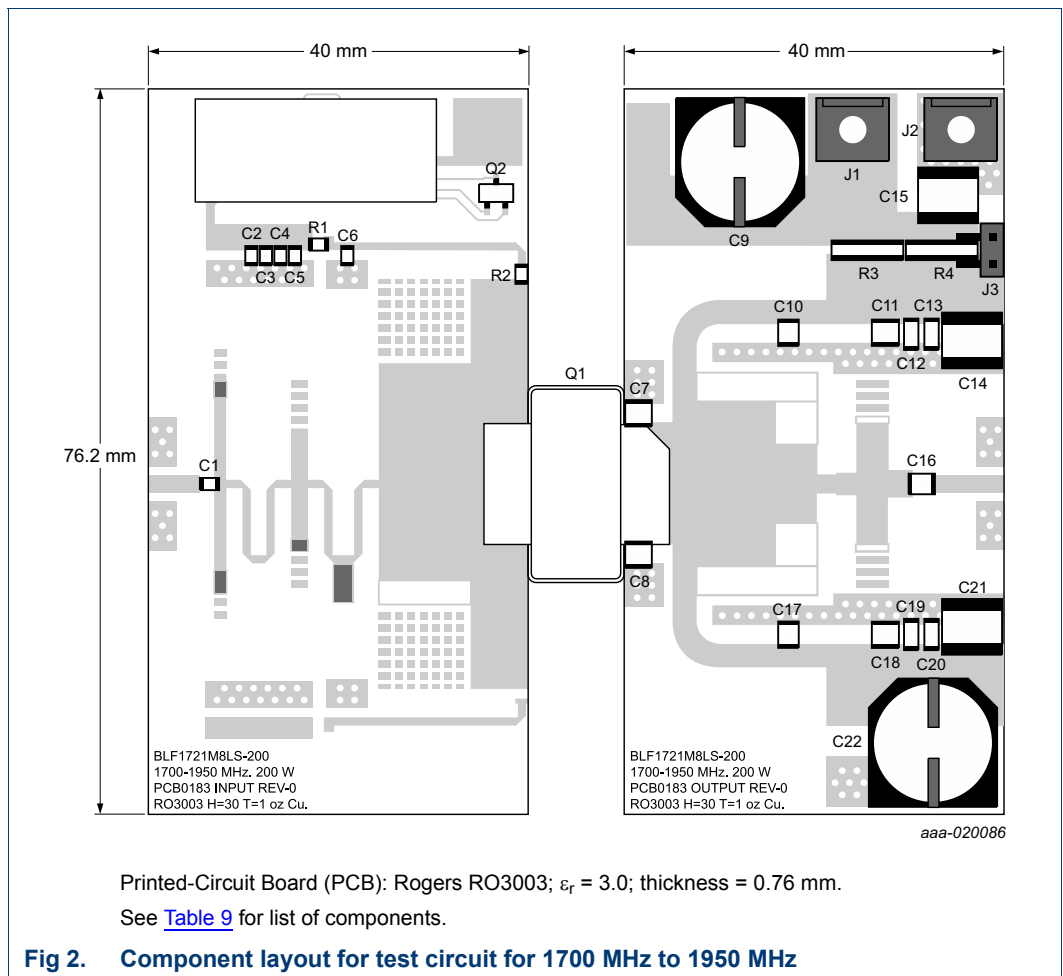 40 mm
40 mm
76.2 mm
Q2
C2 C4 R1 C6
C3 C5
R2
C1
BLF1721M8LS-200
1700-1950 MHz. 200 W
PCB0183 INPUT REV-0
RO3003 H=30 T=1 oz Cu.
Q1
J1
J2
C15
C9
R3 R4
J3
C10 C11 C13
C12
C14
C7
C16
C8
C21
C17 C19
C18 C20
C22
BLF1721M8LS-200
1700-1950 MHz. 200 W
PCB0183 OUTPUT REV-0
RO3003 H=30 T=1 oz Cu.
aaa-020086
Printed-Circuit Board (PCB): Rogers RO3003; εr = 3.0; thickness = 0.76 mm.
See Table 9 for list of components.
Fig 2. Component layout for test circuit for 1700 MHz to 1950 MHz